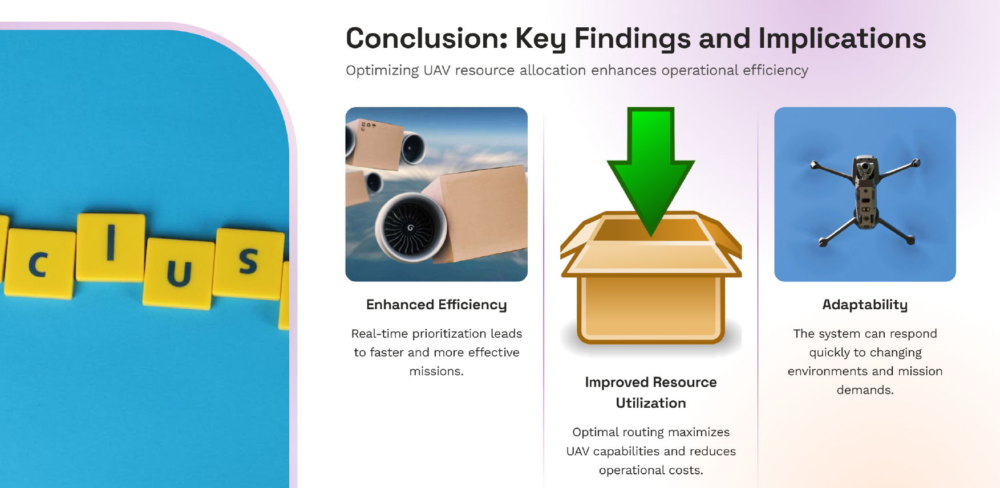 Conclusion: Key Findings and Implications
Optimizing UAV resource allocation enhances operational efficiency
C I U S
Enhanced Efficiency
Real-time prioritization leads
to faster and more effective
missions.
Improved Resource
Utilization
Optimal routing maximizes
UAV capabilities and reduces
operational costs.
Adaptability
The system can respond
quickly to changing
environments and mission
demands.